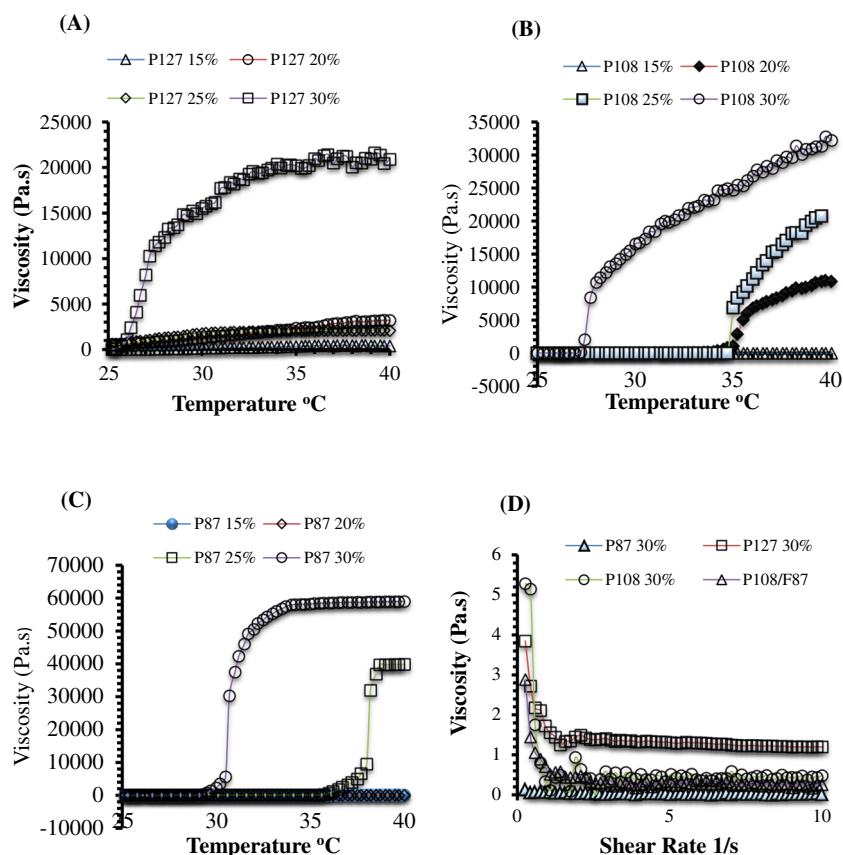 (A)
P127 15% P127 20%
P127 25% P127 30%
25000
20000
15000
10000
5000
0
25 30 35 40
Viscosity (Pa.s)
Temperature ºC
(B)
P108 15% P108 20%
P108 25% P108 30%
35000
30000
25000
20000
15000
10000
5000
0
-5000
25 30 35 40
Viscosity (Pa.s)
Temperature ºC
(C)
P87 15% P87 20%
P87 25% P87 30%
70000
60000
50000
40000
30000
20000
10000
0
-10000
25 30 35 40
Viscosity (Pa.s)
Temperature ºC
(D)
P87 30% P127 30%
P108 30% P108/F87
6
5
4
3
2
1
0
0 5 10
Viscosity (Pa.s)
Shear Rate 1/s